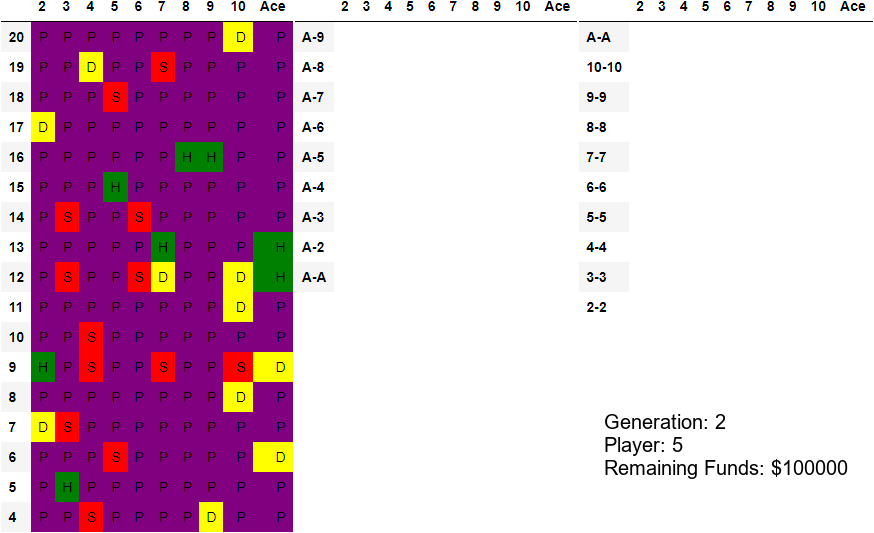 2 3 4 5 6 7 8 9 10 Ace 2 3 4 5 6 7 8 9 10 Ace 2 3 4 5 6 7 8 9 10 Ace
20 P P P P P P P P D P A-9 A-A
19 P P D P P S P P P P A-8 10-10
18 P P P S P P P P P P A-7 9-9
17 D P P P P P P P P P A-6 8-8
16 P P P P P P H H P P A-5 7-7
15 P P P H P P P P P P A-4 6-6
14 P S P P S P P P P P A-3 5-5
13 P P P P P H P P P H A-2 4-4
12 P S P P S D P P D H A-A 3-3
11 P P P P P P P P D P 2-2
10 P P S P P P P P P P
9 H P S P P S P P S D
8 P P P P P P P P D P
7 D S P P P P P P P P
6 P P P S P P P P P D
5 P H P P P P P P P P
4 P P S P P P P D P P
Generation: 2
Player: 5
Remaining Funds: $100000